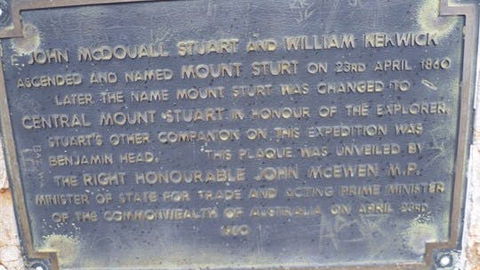 JOHN MCDOUALL STUART AND WILLIAM KEKWICK
ASCENDED AND NAMED MOUNT STURT ON 23RD APRIL 1860
LATER THE NAME MOUNT STURT WAS CHANGED TO
CENTRAL MOUNT STUART IN HONOUR OF THE EXPLORER.
STUART'S OTHER COMPANION ON THIS EXPEDITION WAS
BENJAMIN HEAD. THIS PLAQUE WAS UNVEILED BY
THE RIGHT HONOURABLE JOHN MCEWEN M.P.
MINISTER OF STATE FOR TRADE AND ACTING PRIME MINISTER
OF THE COMMONWEALTH OF AUSTRALIA ON APRIL 23RD
1960